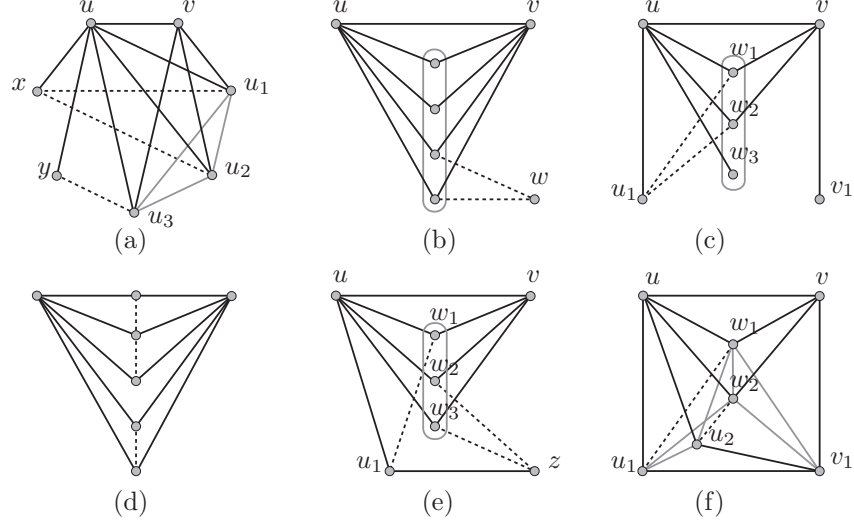 u v
x u₁
y u₂
u₃
(a)
u v
w
(b)
u v
w₁
w₂
w₃
u₁ v₁
(c)
(d)
u v
w₁
w₂
w₃
u₁ z
(e)
u v
w₁
w₂
u₂
u₁ v₁
(f)